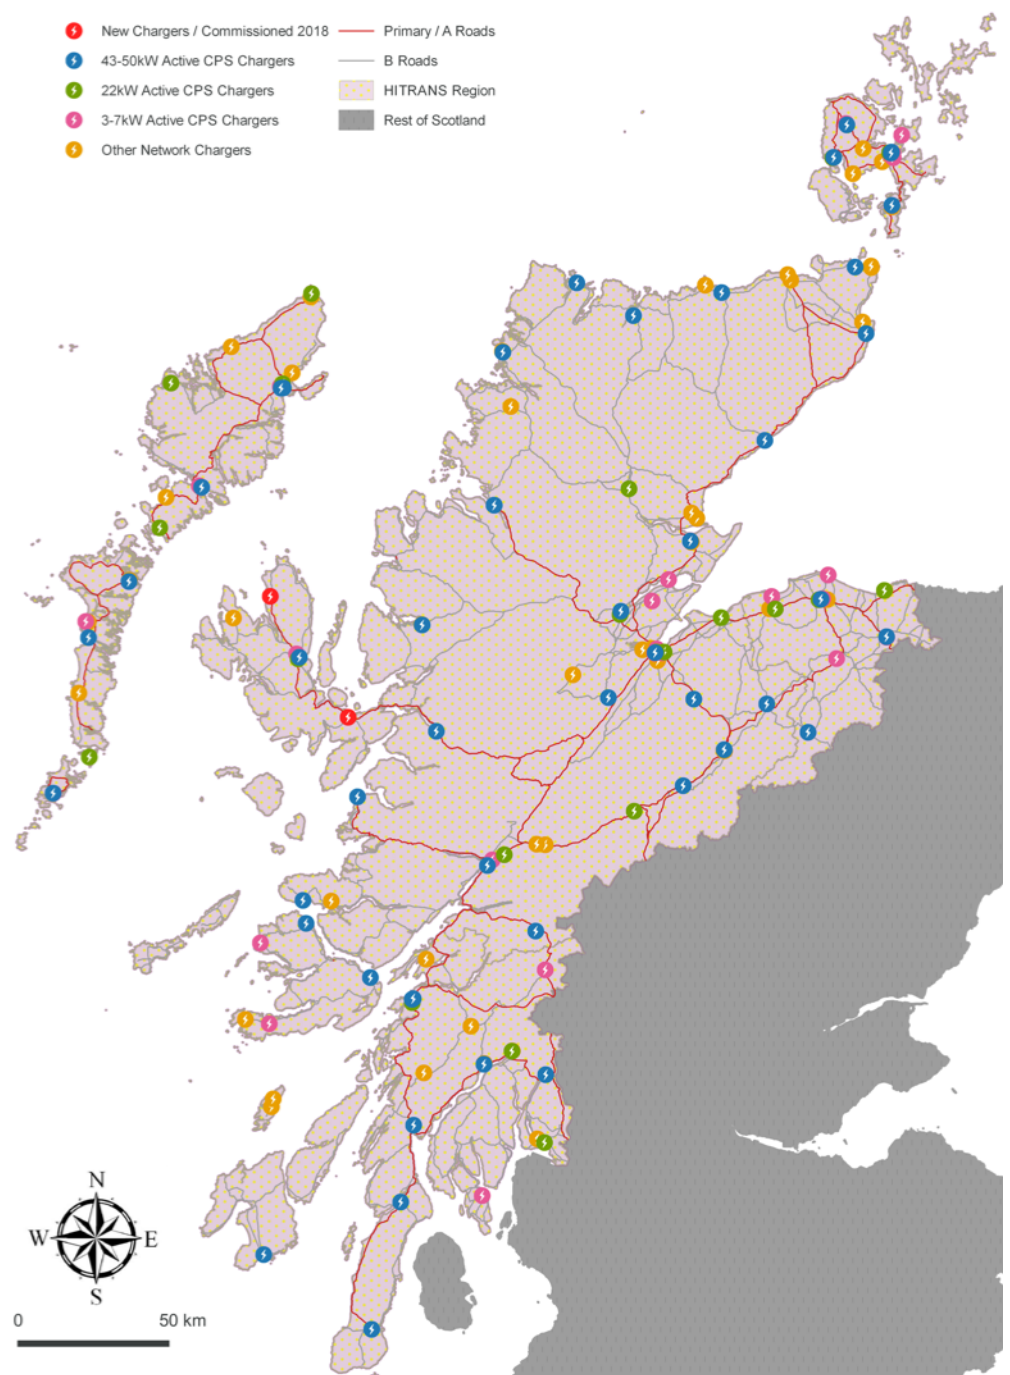 New Chargers / Commissioned 2018
Primary / A Roads
43-50kW Active CPS Chargers
B Roads
22kW Active CPS Chargers
HITRANS Region
3-7kW Active CPS Chargers
Rest of Scotland
Other Network Chargers
N
W
E
S
0
50 km